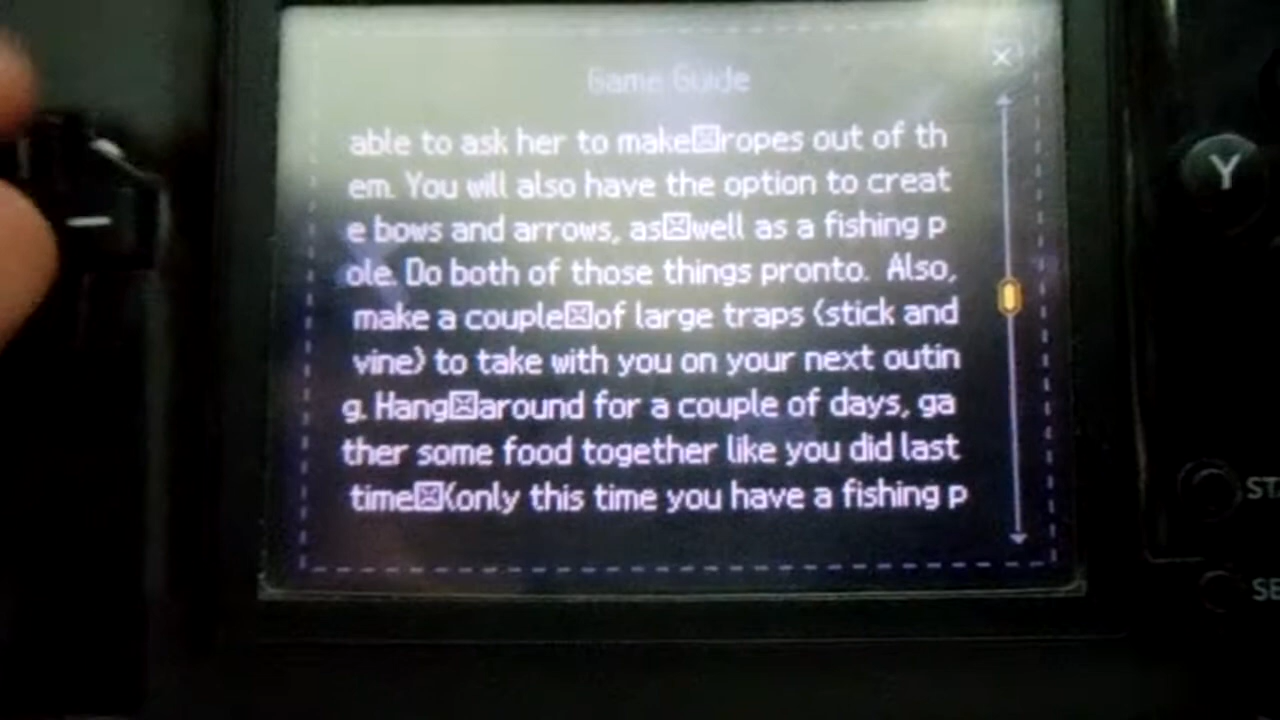 Game Guide
able to ask her to make☒ropes out of th
em. You will also have the option to creat
e bows and arrows, as☒well as a fishing p
ole. Do both of those things pronto.  Also,
make a couple☒of large traps (stick and
vine) to take with you on your next outin
g. Hang☒around for a couple of days, ga
ther some food together like you did last
time☒(only this time you have a fishing p
Y